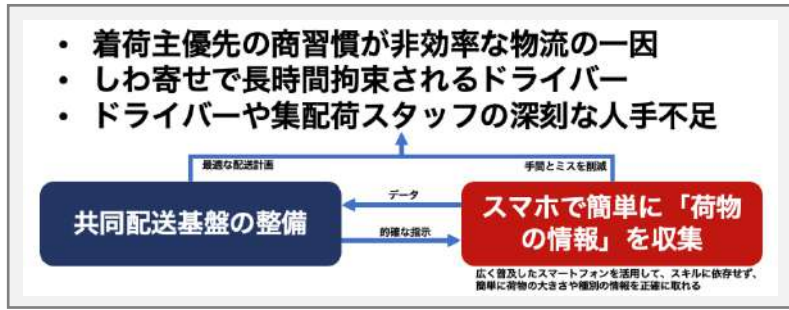 • 着荷主優先の商習慣が非効率な物流の一因
• しわ寄せで長時間拘束されるドライバー
• ドライバーや集配荷スタッフの深刻な人手不足
最適な配送計画
手間とミスを削減
共同配送基盤の整備
データ
的確な指示
スマホで簡単に「荷物
の情報」を収集
広く普及したスマートフォンを活用して、スキルに依存せず、
簡単に荷物の大きさや種別の情報を正確に取れる